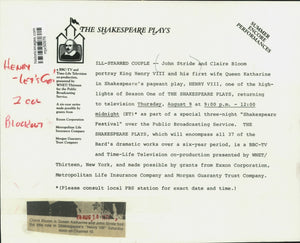 THE SHAKESPEARE PLAYS
SUMMER
PERFORMANCES
HENRY
-LET'S GO
2 COL
BBC-TV and
Time-Life Television
co-production,
presented by
WNET/Thirteen
for the Public
Broadcasting
Service
A six-year series
made possible by
grants from:
Exxon
Corporation
Metropolitan
Life Insurance
Company
Morgan Guaranty
Trust Company
ILL-STARRED COUPLE -- John Stride and Claire Bloom
portray King Henry VIII and his first wife Queen Katharine
in Shakespeare's pageant play, HENRY VIII, one of the high-
lights of Season One of THE SHAKESPEARE PLAYS, returning
to television Thursday, August 9 at 9:00 p.m. - 12:00
midnight (ET) as part of a special three-night "Shakespeare
Festival" over the Public Broadcasting Service. THE
SHAKESPEARE PLAYS, which will encompass all 37 of the
Bard's dramatic works over a six-year period, is a BBC-TV
and Time-Life Television co-production presented by WNET/
Thirteen, New York, and made possible by grants from Exxon Corporation,
Metropolitan Life Insurance Company and Morgan Guaranty Trust Company.
(Please consult local PBS station for exact date and time.)